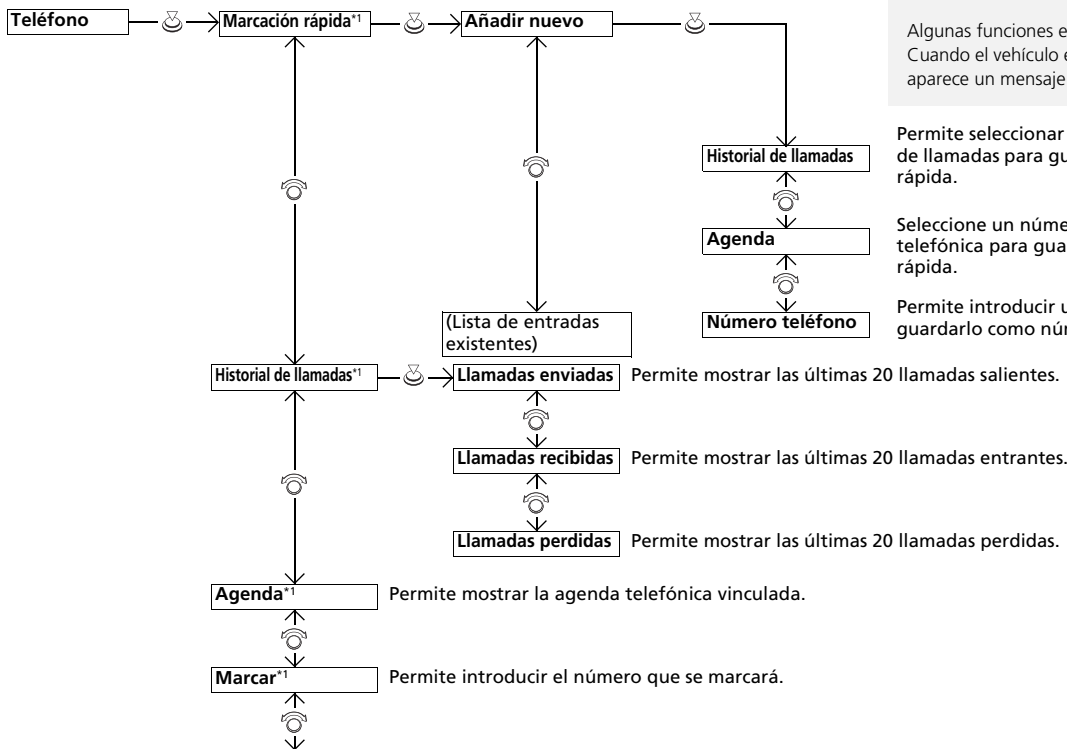 Teléfono
Marcación rápida*1
Añadir nuevo
Algunas funciones e
Cuando el vehículo e
aparece un mensaje
Historial de llamadas
Permite seleccionar
de llamadas para gu
rápida.
Agenda
Seleccione un núme
telefónica para gua
rápida.
Número teléfono
Permite introducir u
guardarlo como núr
(Lista de entradas
existentes)
Historial de llamadas*1
Llamadas enviadas
Permite mostrar las últimas 20 llamadas salientes.
Llamadas recibidas
Permite mostrar las últimas 20 llamadas entrantes.
Llamadas perdidas
Permite mostrar las últimas 20 llamadas perdidas.
Agenda*1
Permite mostrar la agenda telefónica vinculada.
Marcar*1
Permite introducir el número que se marcará.